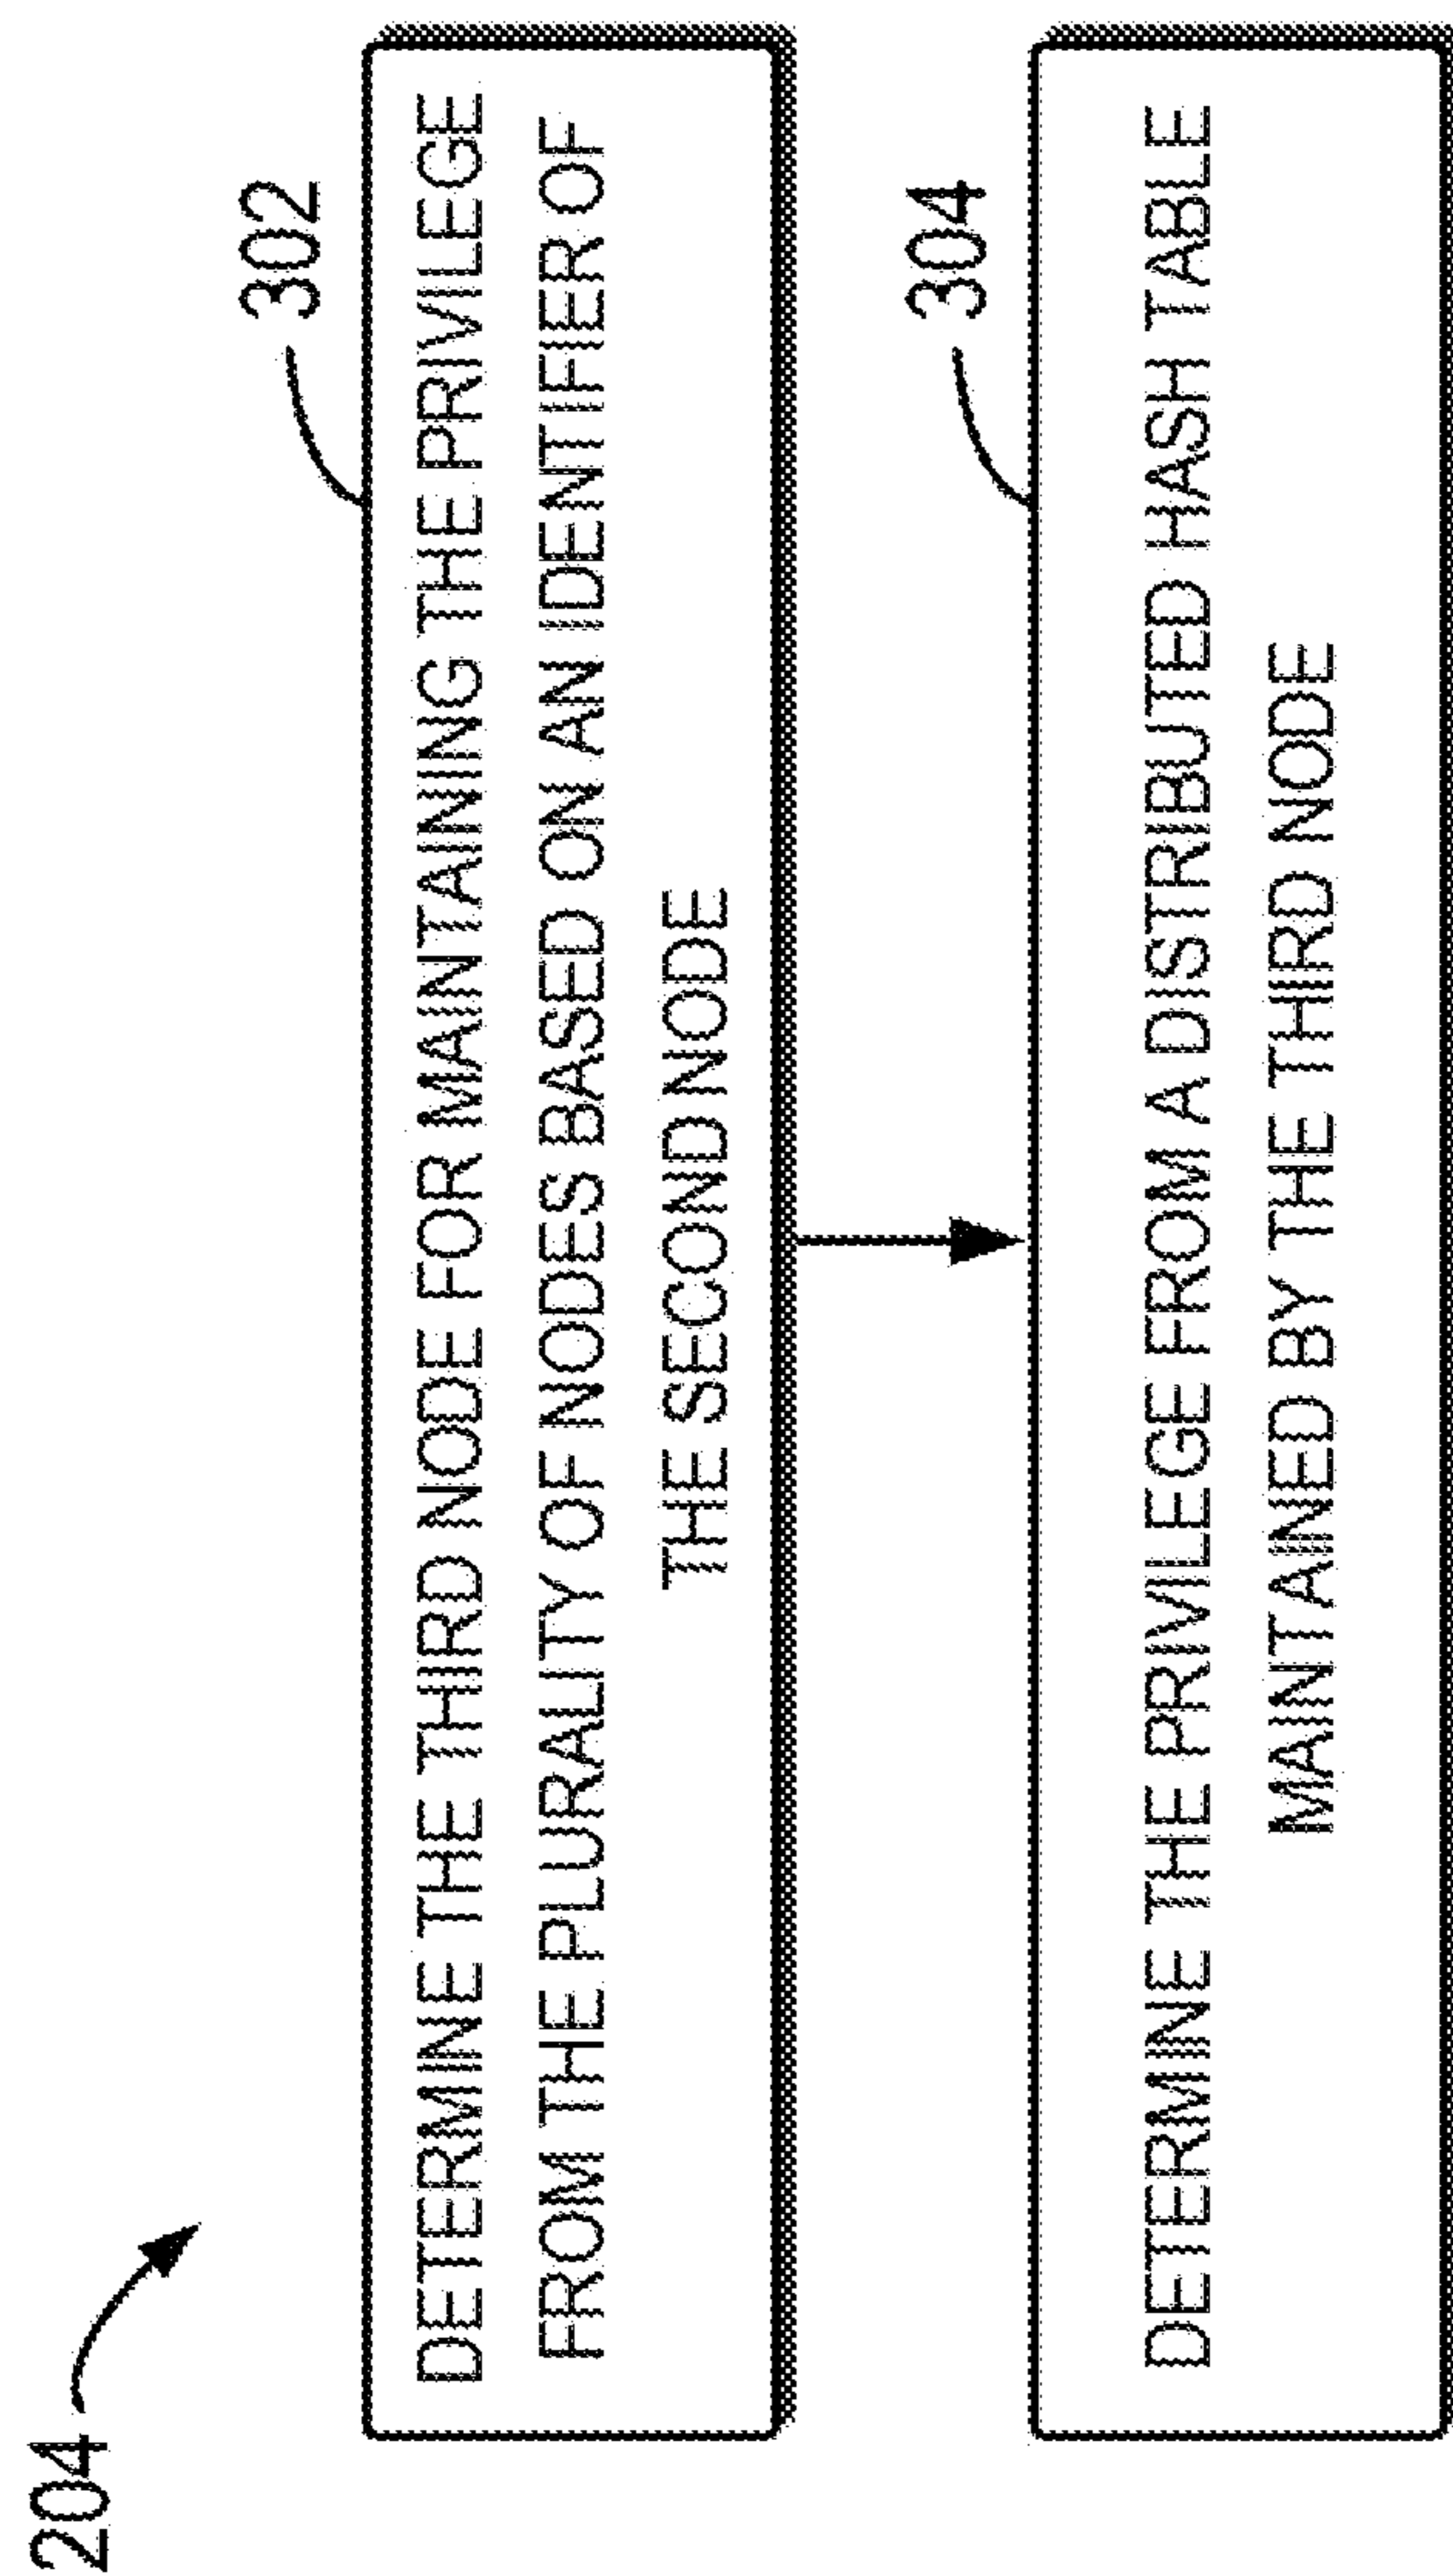 204
302
DETERMINE THE THIRD NODE FOR MAINTAINING THE PRIVILEGE
FROM THE PLURALITY OF NODES BASED ON AN IDENTIFIER OF
THE SECOND NODE
304
DETERMINE THE PRIVILEGE FROM A DISTRIBUTED HASH TABLE
MAINTAINED BY THE THIRD NODE